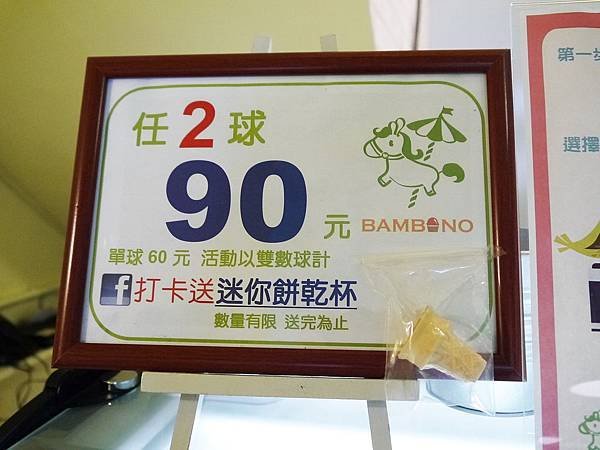 任 2 球
90 元
BAMBINO
單球 60 元 活動以雙數球計
f 打卡送迷你餅乾杯
數量有限 送完為止
第一步
選擇